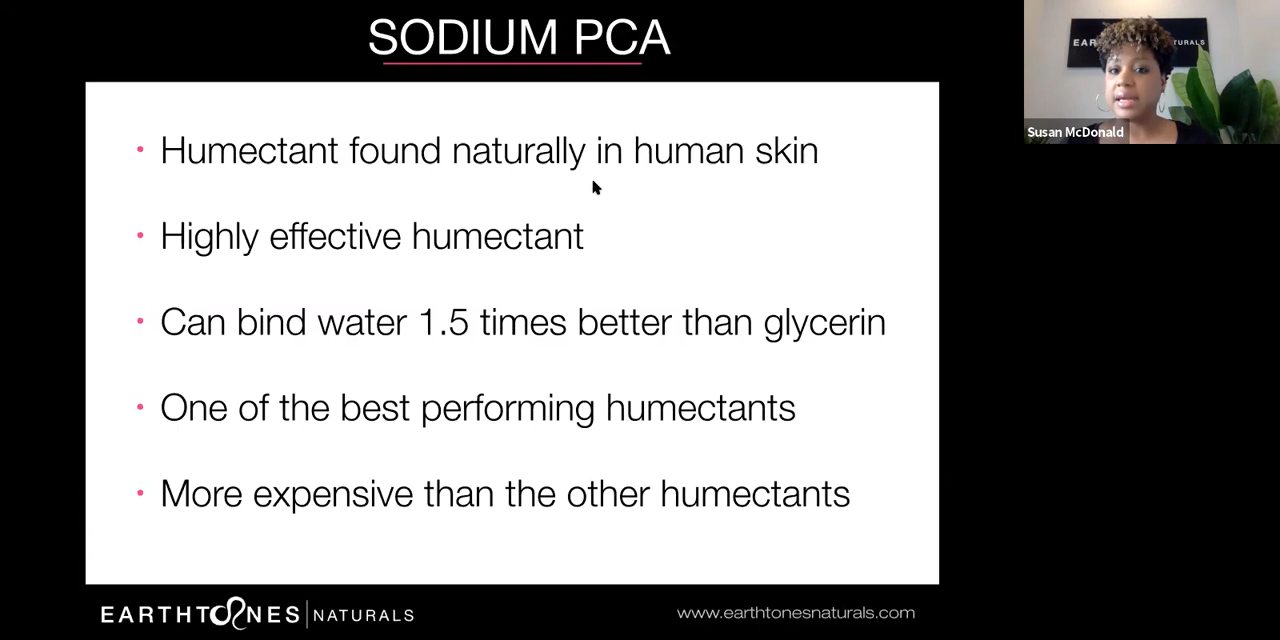 SODIUM PCA
• Humectant found naturally in human skin
• Highly effective humectant
• Can bind water 1.5 times better than glycerin
• One of the best performing humectants
• More expensive than the other humectants
EARTHTONES | NATURALS
www.earthtonesnaturals.com
EAR TURALS
Susan McDonald